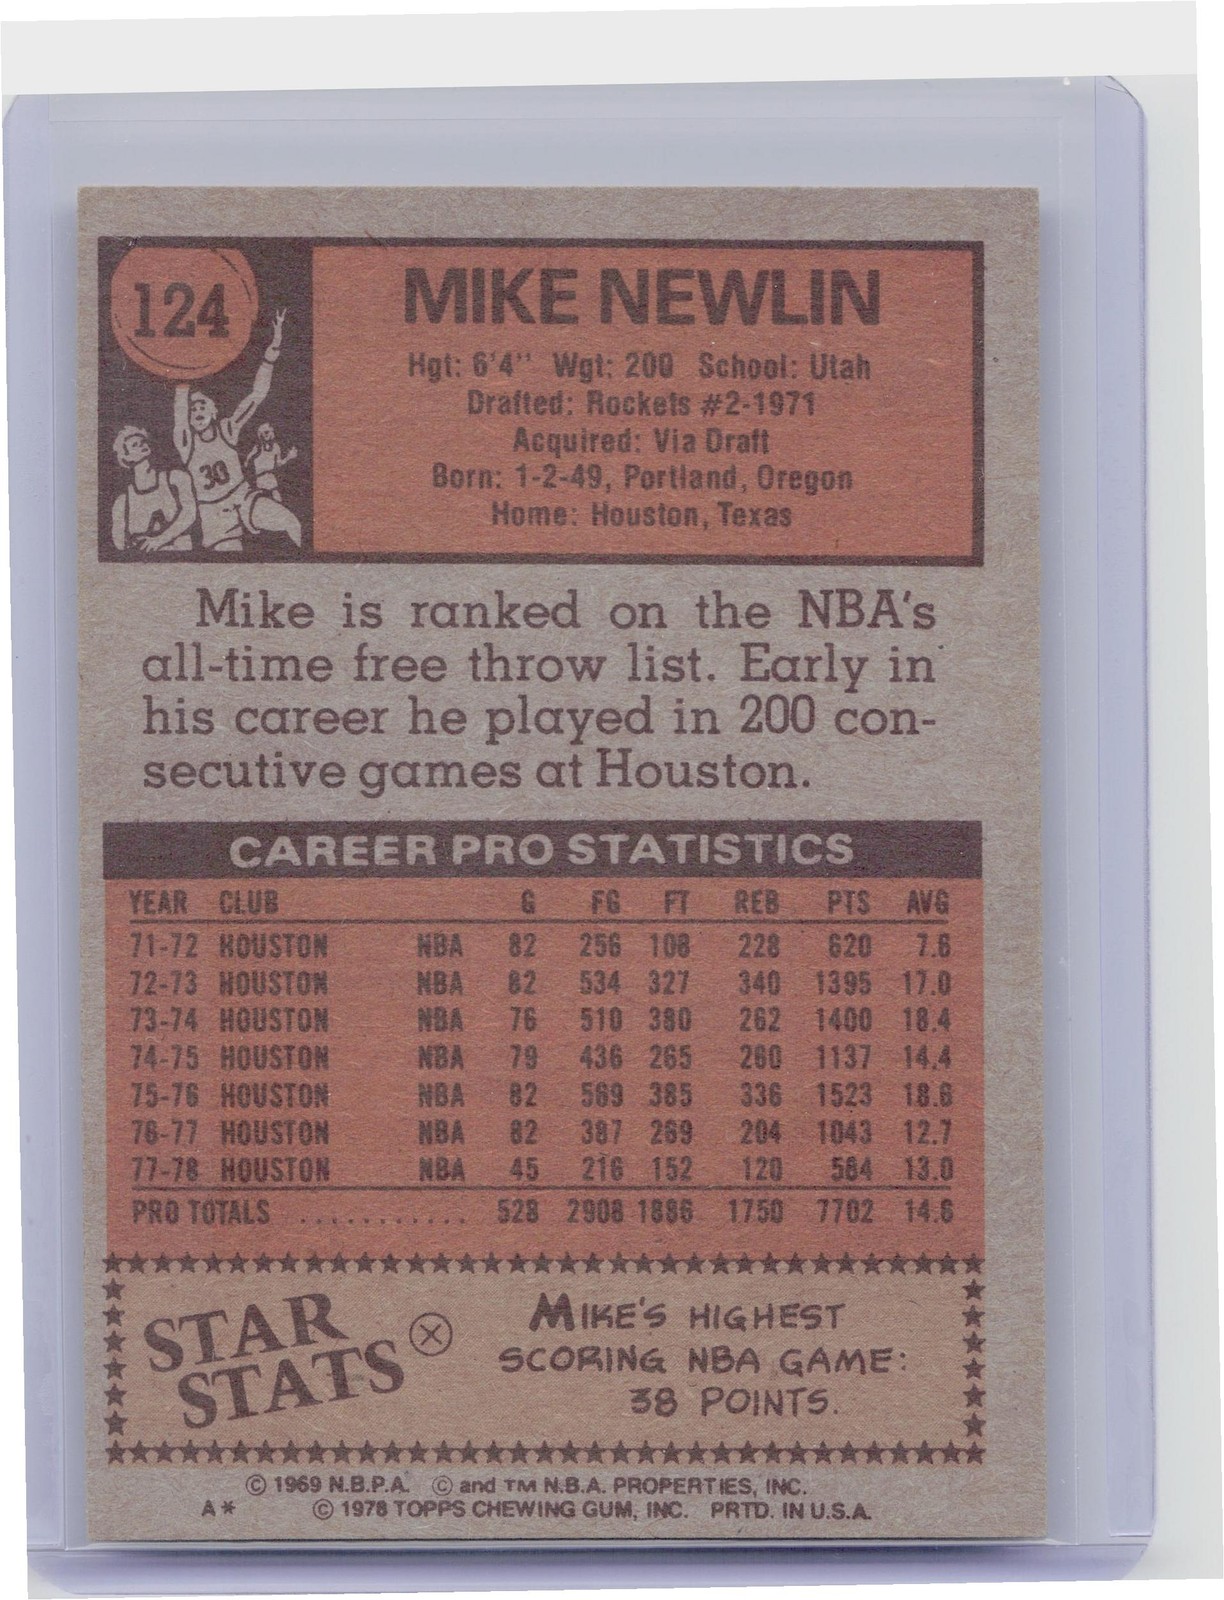 124
MIKE NEWLIN
Hgt: 6'4" Wgt: 200 School: Utah
Drafted: Rockets #2-1971
Acquired: Via Draft
Born: 1-2-49, Portland, Oregon
Home: Houston, Texas
30
Mike is ranked on the NBA's
all-time free throw list. Early in
his career he played in 200 con-
secutive games at Houston.
CAREER PRO STATISTICS
YEAR CLUB G FG FT REB PTS AVG
71-72 HOUSTON NBA 82 256 108 228 620 7.6
72-73 HOUSTON NBA 82 534 327 340 1395 17.0
73-74 HOUSTON NBA 76 510 380 262 1400 18.4
74-75 HOUSTON NBA 79 436 265 260 1137 14.4
75-76 HOUSTON NBA 82 569 385 336 1523 18.6
76-77 HOUSTON NBA 82 387 269 204 1043 12.7
77-78 HOUSTON NBA 45 216 152 120 584 13.0
PRO TOTALS ........... 528 2908 1886 1750 7702 14.6
STAR
STATS
MIKE'S HIGHEST
SCORING NBA GAME:
38 POINTS.
© 1969 N.B.P.A. © and TM N.B.A. PROPERTIES, INC.
A* © 1978 TOPPS CHEWING GUM, INC. PRTD. IN U.S.A.